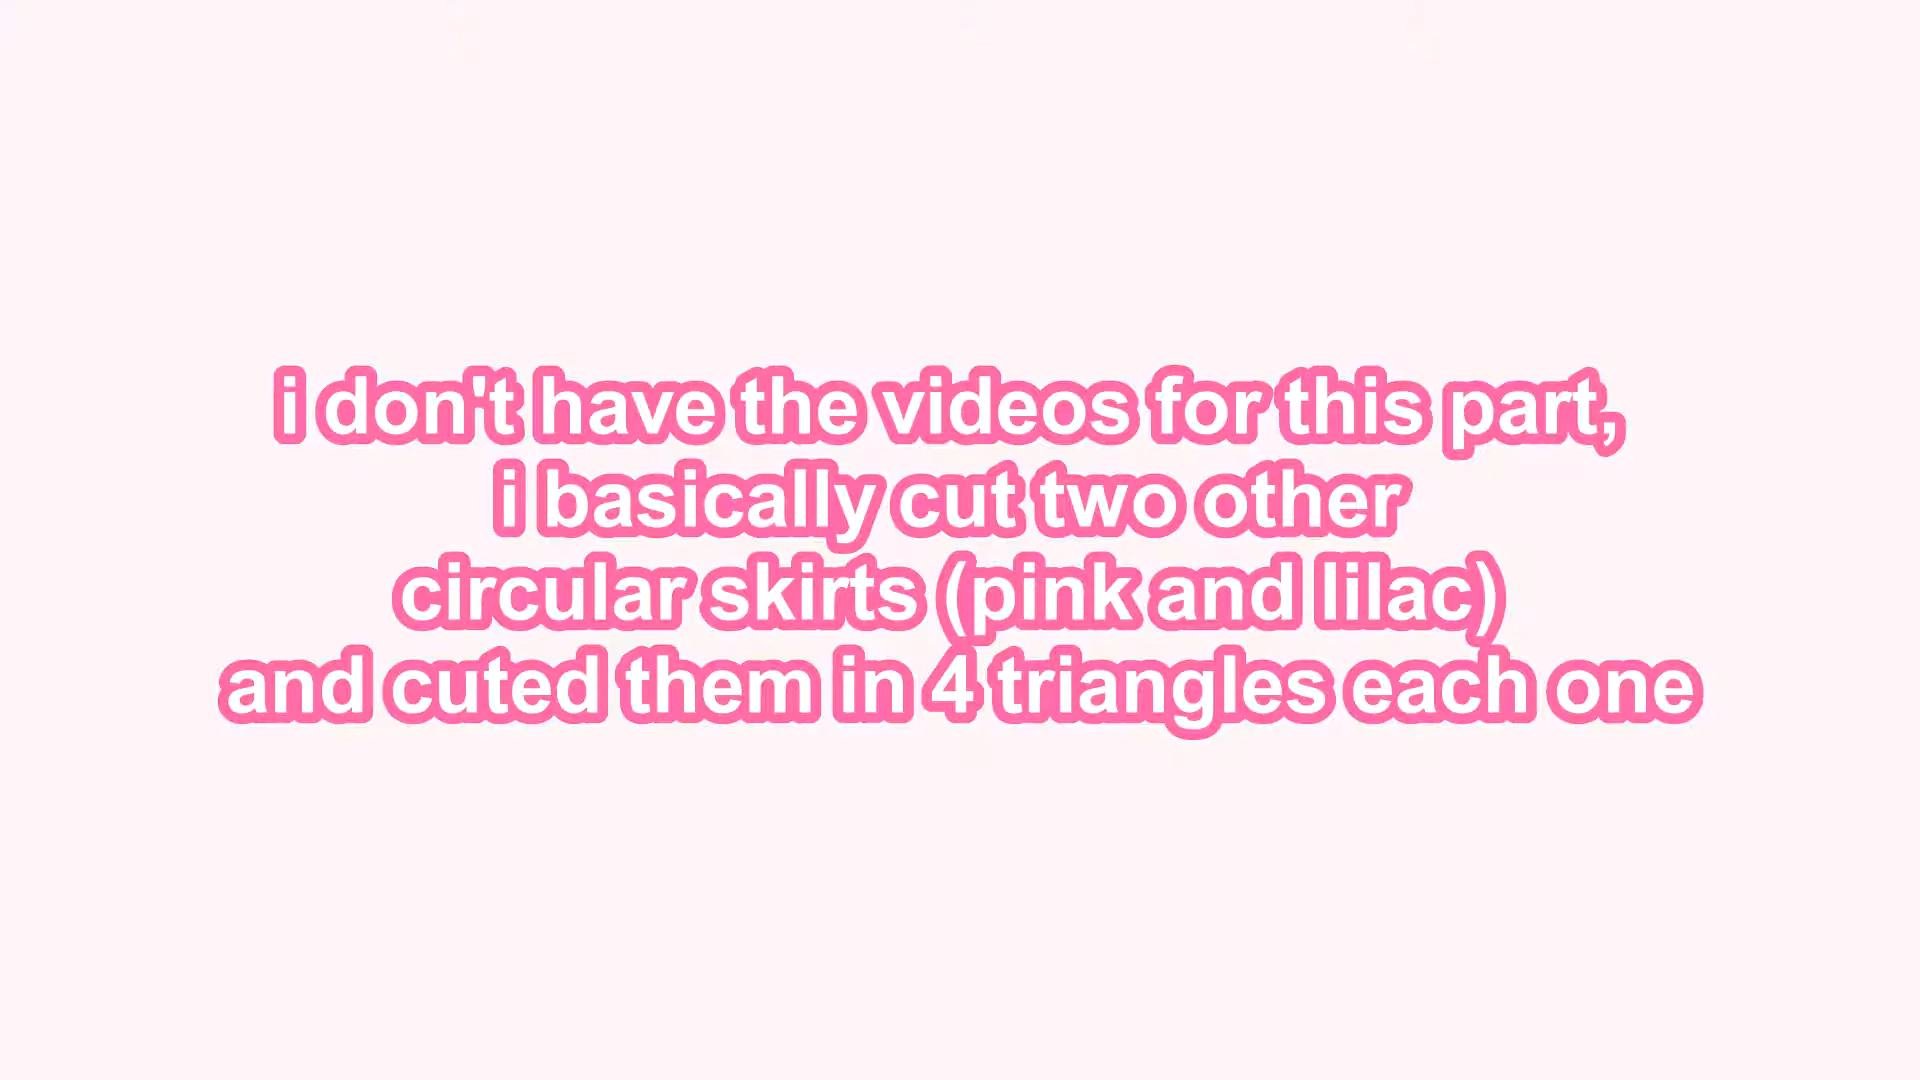 i don't have the videos for this part,
i basically cut two other
circular skirts (pink and lilac)
and cuted them in 4 triangles each one